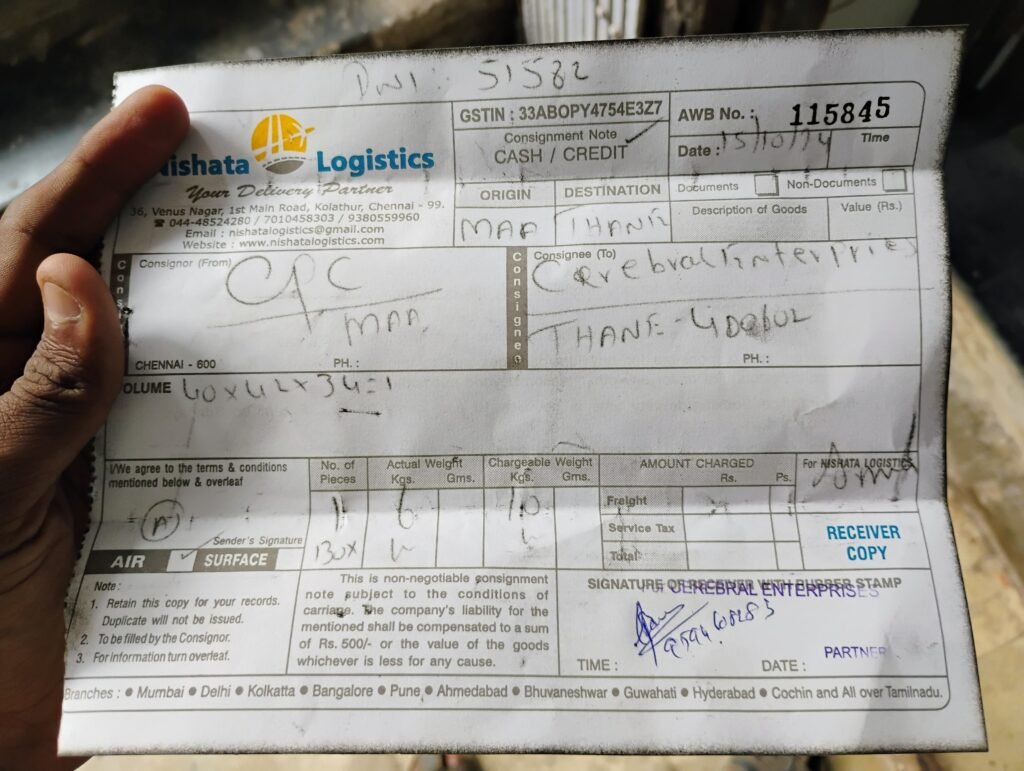 51582
Nishata Logistics
Your Delivery Partner
36, Venus Nagar, 1st Main Road, Kolathur, Chennai - 99.
☎ 044-48524280 / 7010458303 / 9380559960
Email : nishatalogistics@gmail.com
Website : www.nishatalogistics.com
GSTIN : 33ABOPY4754E3Z7
Consignment Note
CASH / CREDIT
AWB No. : 115845
Date : 15/10/24 Time
ORIGIN DESTINATION
MAA THANE
Documents Non-Documents
Description of Goods Value (Rs.)
Consignor (From)
CPC
MAA
CHENNAI - 600 PH. :
Consignee
Consignee (To)
Cerebral Enterpries
THANE-
PH. :
VOLUME 40x42x34=1
I/We agree to the terms & conditions
mentioned below & overleaf
Sender's Signature
AIR ✓ SURFACE
No. of Pieces
Actual Weight
Kgs. Gms.
Chargeable Weight
Kgs. Gms.
1 6 10
BOX
AMOUNT CHARGED
Rs. Ps.
Freight
Service Tax
Total
For NISHATA LOGISTICS
RECEIVER
COPY
Note :
1. Retain this copy for your records.
Duplicate will not be issued.
2. To be filled by the Consignor.
3. For information turn overleaf.
This is non-negotiable consignment
note subject to the conditions of
carriage. The company's liability for the
mentioned shall be compensated to a sum
of Rs. 500/- or the value of the goods
whichever is less for any cause.
SIGNATURE OF RECEIVER WITH RUBBER STAMP
CEREBRAL ENTERPRISES
PARTNER
TIME : DATE :
Branches : ● Mumbai ● Delhi ● Kolkatta ● Bangalore ● Pune ● Ahmedabad ● Bhuvaneshwar ● Guwahati ● Hyderabad ● Cochin and All over Tamilnadu.